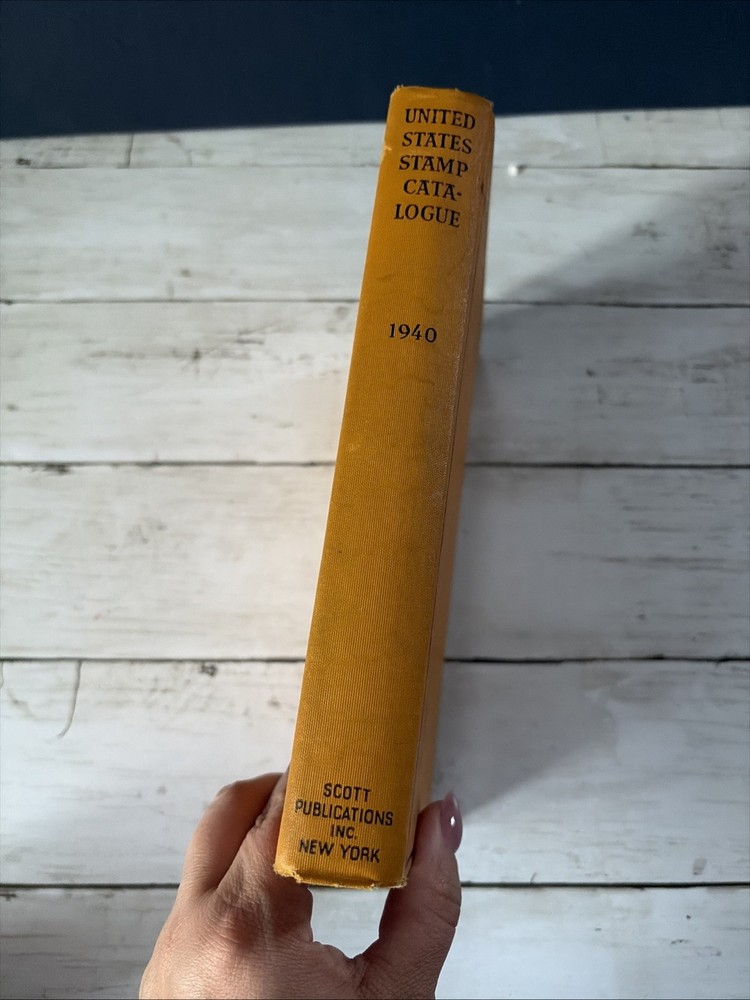 UNITED
STATES
STAMP
CATA-
LOGUE
1940
SCOTT
PUBLICATIONS
INC.
NEW YORK